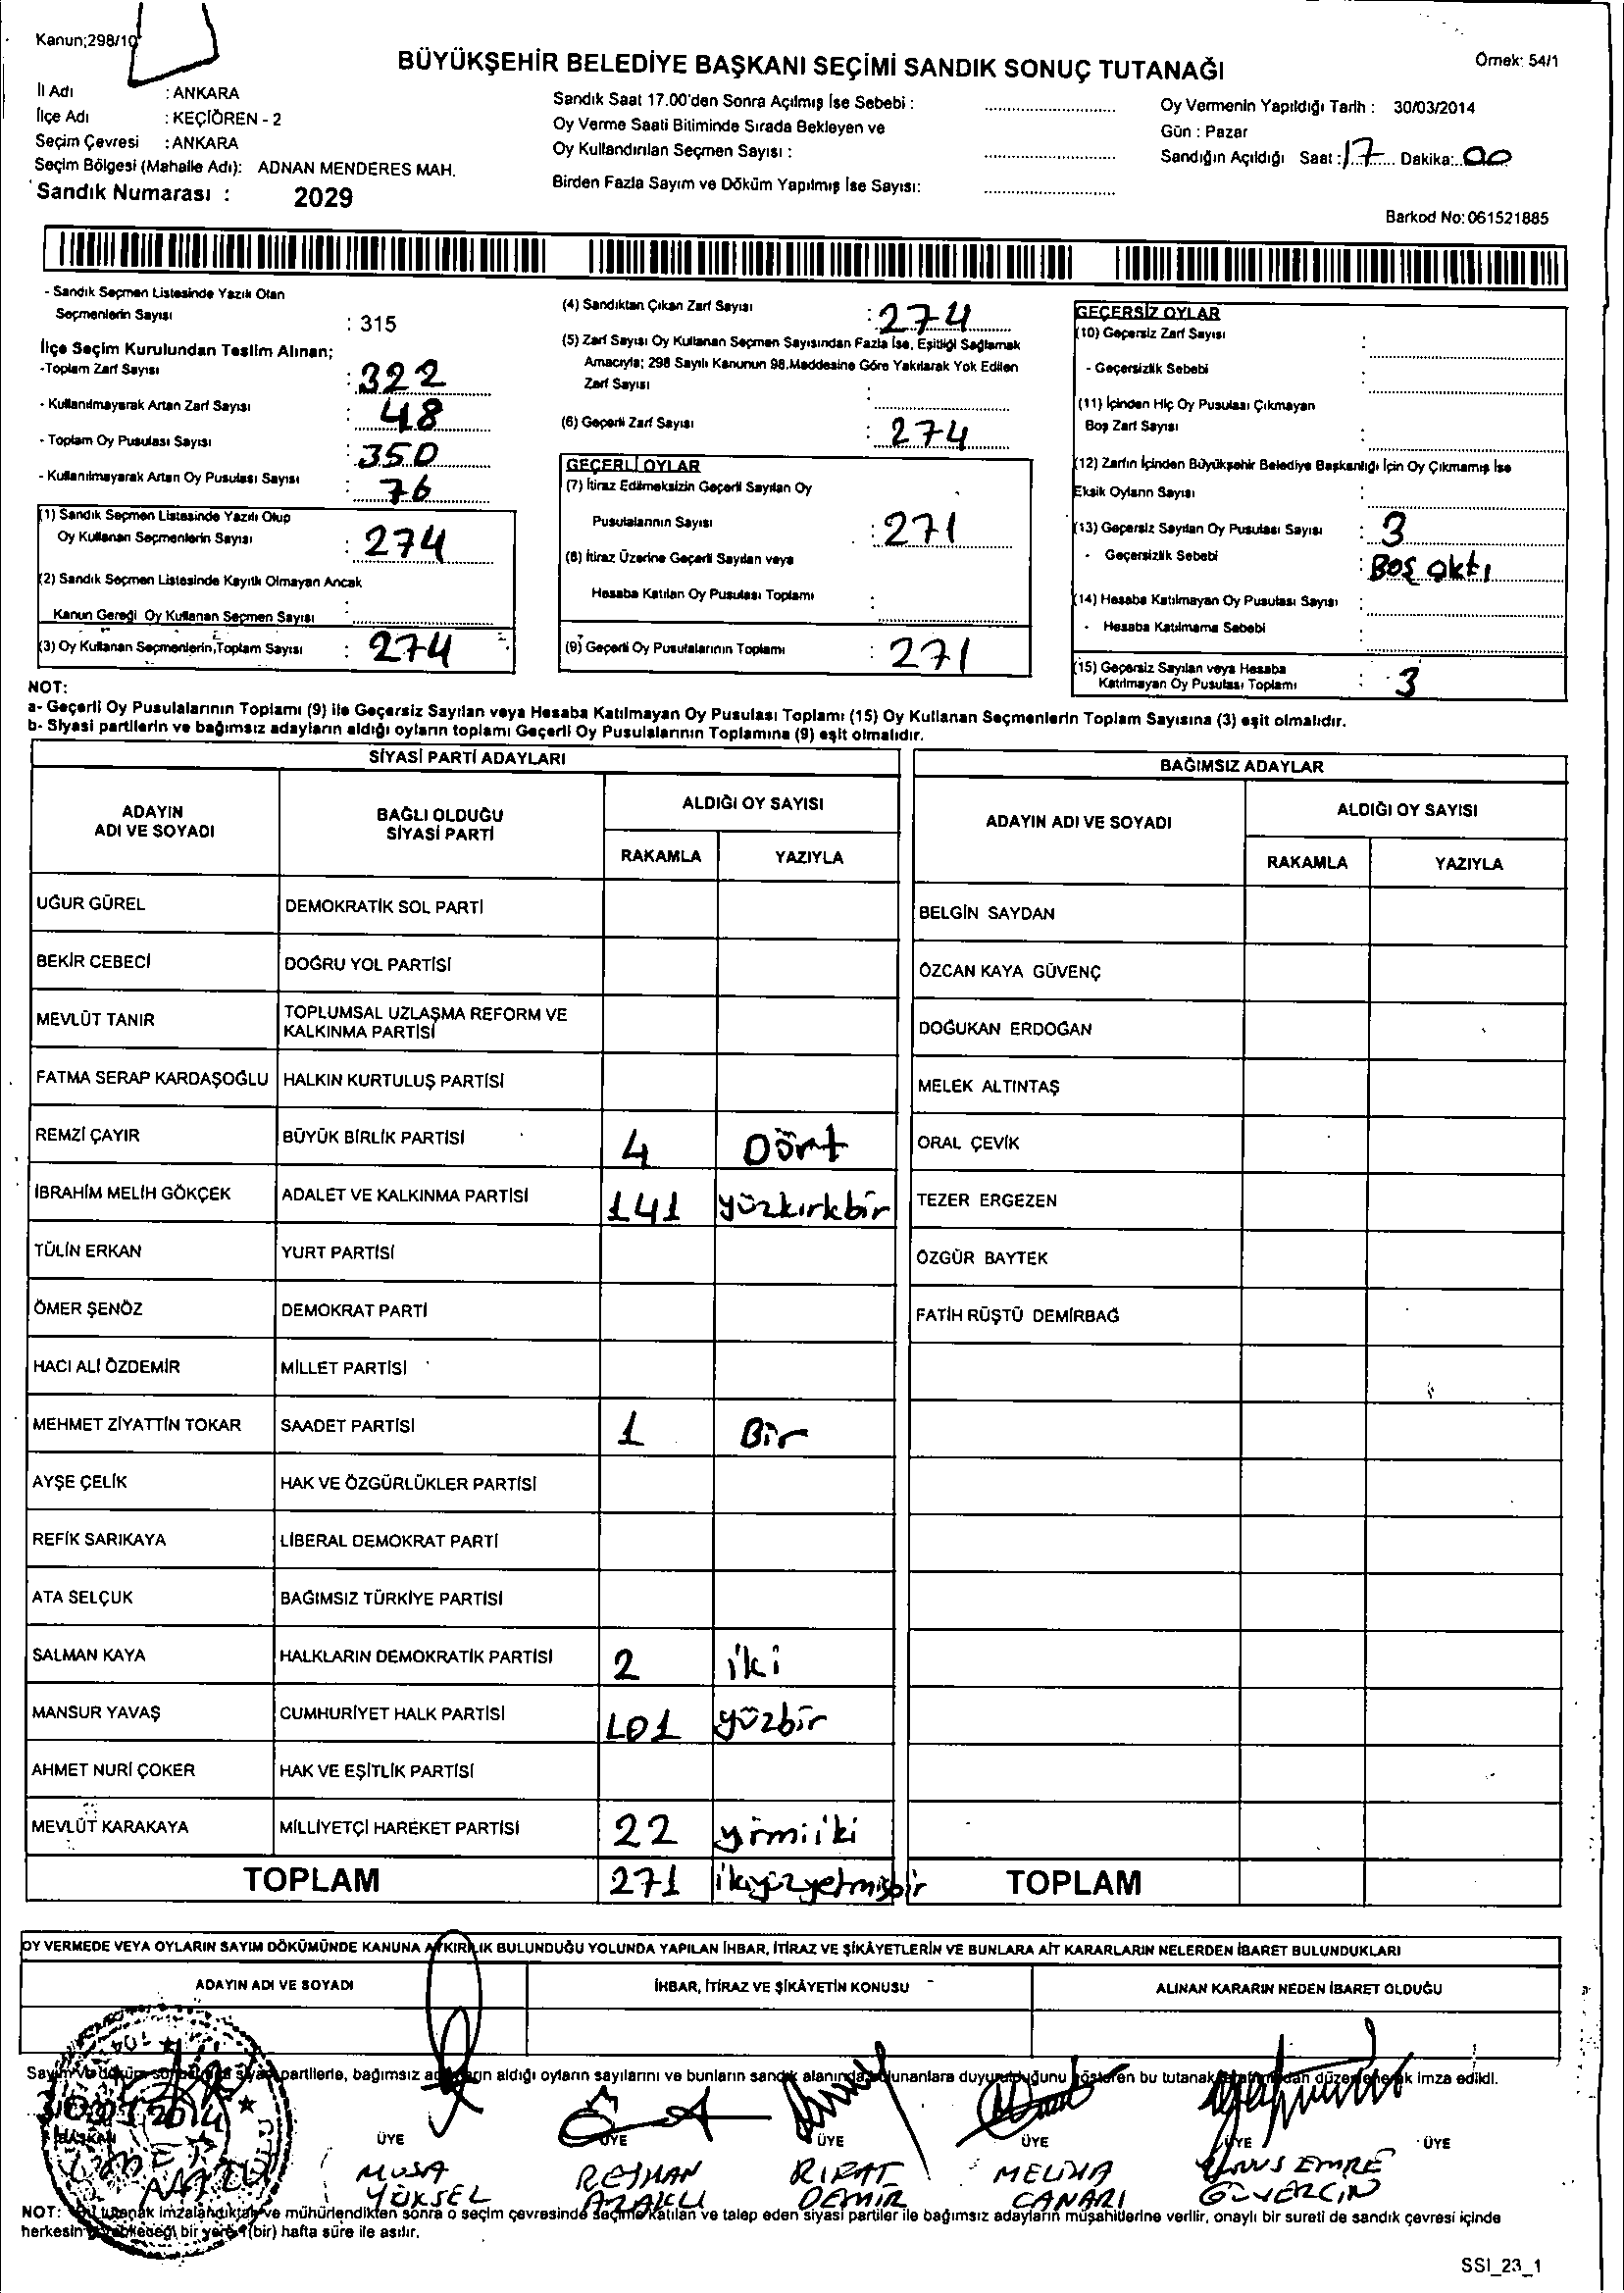 Kanun;298/10
BÜYÜKŞEHİR BELEDİYE BAŞKANI SEÇİMİ SANDIK SONUÇ TUTANAĞI
Örnek: 54/1
İl Adı : ANKARA
İlçe Adı : KEÇİÖREN - 2
Seçim Çevresi : ANKARA
Seçim Bölgesi (Mahalle Adı): ADNAN MENDERES MAH.
Sandık Numarası : 2029
Sandık Saat 17.00'den Sonra Açılmış İse Sebebi :
Oy Verme Saati Bitiminde Sırada Bekleyen ve
Oy Kullandırılan Seçmen Sayısı :
Birden Fazla Sayım ve Döküm Yapılmış İse Sayısı:
Oy Vermenin Yapıldığı Tarih : 30/03/2014
Gün : Pazar
Sandığın Açıldığı Saat : 17 Dakika: 00
Barkod No: 061521885
- Sandık Seçmen Listesinde Yazılı Olan
Seçmenlerin Sayısı : 315
İlçe Seçim Kurulundan Teslim Alınan;
-Toplam Zarf Sayısı : 322
- Kullanılmayarak Artan Zarf Sayısı : 48
- Toplam Oy Pusulası Sayısı : 350
- Kullanılmayarak Artan Oy Pusulası Sayısı : 76
(1) Sandık Seçmen Listesinde Yazılı Olup
Oy Kullanan Seçmenlerin Sayısı : 274
(2) Sandık Seçmen Listesinde Kayıtlı Olmayan Ancak
Kanun Gereği Oy Kullanan Seçmen Sayısı :
(3) Oy Kullanan Seçmenlerin Toplam Sayısı : 274
(4) Sandıktan Çıkan Zarf Sayısı : 274
(5) Zarf Sayısı Oy Kullanan Seçmen Sayısından Fazla İse, Eşitliği Sağlamak
Amacıyla; 298 Sayılı Kanunun 98.Maddesine Göre Yakılarak Yok Edilen
Zarf Sayısı :
(6) Geçerli Zarf Sayısı : 274
GEÇERLİ OYLAR
(7) İtiraz Edilmeksizin Geçerli Sayılan Oy
Pusulalarının Sayısı : 271
(8) İtiraz Üzerine Geçerli Sayılan veya
Hesaba Katılan Oy Pusulası Toplamı :
(9) Geçerli Oy Pusulalarının Toplamı : 271
GEÇERSİZ OYLAR
(10) Geçersiz Zarf Sayısı :
- Geçersizlik Sebebi :
(11) İçinden Hiç Oy Pusulası Çıkmayan
Boş Zarf Sayısı :
(12) Zarfın İçinden Büyükşehir Belediye Başkanlığı İçin Oy Çıkmamış İse
Eksik Oyların Sayısı :
(13) Geçersiz Sayılan Oy Pusulası Sayısı : 3
- Geçersizlik Sebebi : Boş çıktı
(14) Hesaba Katılmayan Oy Pusulası Sayısı :
- Hesaba Katılmama Sebebi :
(15) Geçersiz Sayılan veya Hesaba
Katılmayan Oy Pusulası Toplamı : 3
NOT:
a- Geçerli Oy Pusulalarının Toplamı (9) ile Geçersiz Sayılan veya Hesaba Katılmayan Oy Pusulası Toplamı (15) Oy Kullanan Seçmenlerin Toplam Sayısına (3) eşit olmalıdır.
b- Siyasi partilerin ve bağımsız adayların aldığı oyların toplamı Geçerli Oy Pusulalarının Toplamına (9) eşit olmalıdır.
SİYASİ PARTİ ADAYLARI
ADAYIN ADI VE SOYADI BAĞLI OLDUĞU SİYASİ PARTİ ALDIĞI OY SAYISI
RAKAMLA YAZIYLA
UĞUR GÜREL DEMOKRATİK SOL PARTİ
BEKİR CEBECİ DOĞRU YOL PARTİSİ
MEVLÜT TANIR TOPLUMSAL UZLAŞMA REFORM VE KALKINMA PARTİSİ
FATMA SERAP KARDAŞOĞLU HALKIN KURTULUŞ PARTİSİ
REMZİ ÇAYIR BÜYÜK BİRLİK PARTİSİ 4 Dört
İBRAHİM MELİH GÖKÇEK ADALET VE KALKINMA PARTİSİ 141 yüzkırkbir
TÜLİN ERKAN YURT PARTİSİ
ÖMER ŞENÖZ DEMOKRAT PARTİ
HACI ALİ ÖZDEMİR MİLLET PARTİSİ
MEHMET ZİYATTİN TOKAR SAADET PARTİSİ 1 Bir
AYŞE ÇELİK HAK VE ÖZGÜRLÜKLER PARTİSİ
REFİK SARIKAYA LİBERAL DEMOKRAT PARTİ
ATA SELÇUK BAĞIMSIZ TÜRKİYE PARTİSİ
SALMAN KAYA HALKLARIN DEMOKRATİK PARTİSİ 2 iki
MANSUR YAVAŞ CUMHURİYET HALK PARTİSİ 101 yüzbir
AHMET NURİ ÇOKER HAK VE EŞİTLİK PARTİSİ
MEVLÜT KARAKAYA MİLLİYETÇİ HAREKET PARTİSİ 22 yirmiiki
TOPLAM 271 ikiyüzyetmişbir
BAĞIMSIZ ADAYLAR
ADAYIN ADI VE SOYADI ALDIĞI OY SAYISI
RAKAMLA YAZIYLA
BELGİN SAYDAN
ÖZCAN KAYA GÜVENÇ
DOĞUKAN ERDOĞAN
MELEK ALTINTAŞ
ORAL ÇEVİK
TEZER ERGEZEN
ÖZGÜR BAYTEK
FATİH RÜŞTÜ DEMİRBAĞ
TOPLAM
OY VERMEDE VEYA OYLARIN SAYIM DÖKÜMÜNDE KANUNA AYKIRILIK BULUNDUĞU YOLUNDA YAPILAN İHBAR, İTİRAZ VE ŞİKÂYETLERİN VE BUNLARA AİT KARARLARIN NELERDEN İBARET BULUNDUKLARI
ADAYIN ADI VE SOYADI İHBAR, İTİRAZ VE ŞİKÂYETİN KONUSU ALINAN KARARIN NEDEN İBARET OLDUĞU
partilerle, bağımsız adayların aldığı oyların sayılarını ve bunların sandık alanında bulunanlara duyurulduğunu gösteren bu tutanak tarafımızdan düzenlenerek imza edildi.
BAŞKAN ÜYE ÜYE ÜYE ÜYE ÜYE ÜYE
MUSA YÜKSEL
REYHAN
RIFAT DEMİR
MELİHA CANARI
YUNUS EMRE GÜVERCİN
NOT: Bu tutanak imzalandıktan ve mühürlendikten sonra o seçim çevresinde seçime katılan ve talep eden siyasi partiler ile bağımsız adayların müşahitlerine verilir, onaylı bir sureti de sandık çevresi içinde
herkesin görebileceği bir yere 1 (bir) hafta süre ile asılır.
SSI_23_1